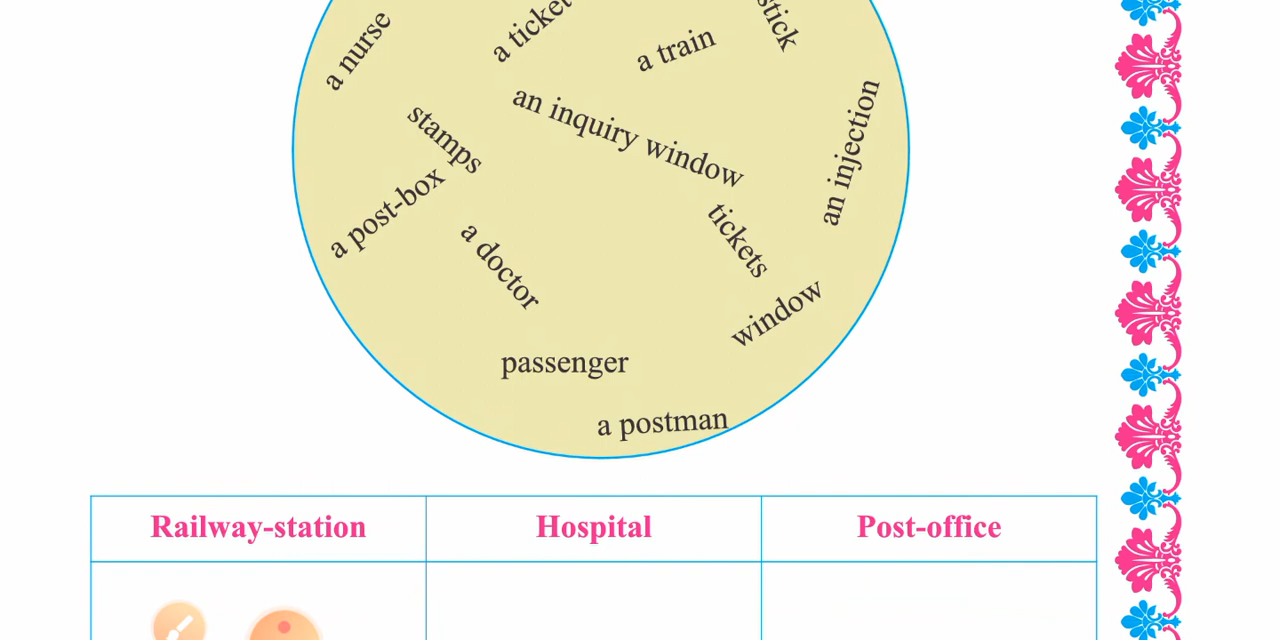 a nurse
a ticket
a train
stick
stamps
an inquiry window
an injection
a post-box
a doctor
tickets
window
passenger
a postman
Railway-station
Hospital
Post-office